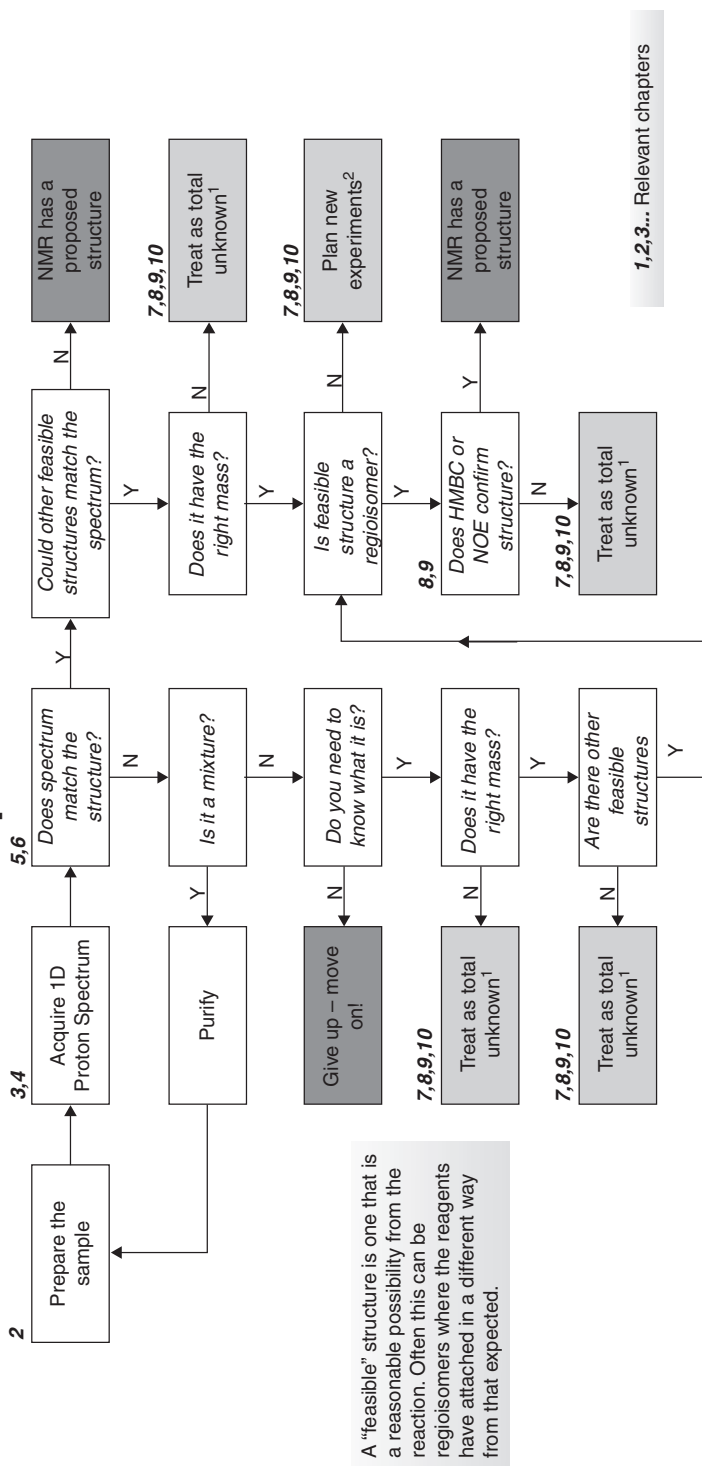 2
Prepare the
sample
3,4
Acquire 1D
Proton Spectrum
5,6
Does spectrum
match the
structure?
Y
Could other feasible
structures match the
spectrum?
N
NMR has a
proposed
structure
N
Y
Purify
Y
Is it a mixture?
Does it have the
right mass?
N
7,8,9,10
Treat as total
unknown¹
N
Y
Give up – move
on!
N
Do you need to
know what it is?
Is feasible
structure a
regioisomer?
N
7,8,9,10
Plan new
experiments²
Y
Y
7,8,9,10
Treat as total
unknown¹
N
Does it have the
right mass?
8,9
Does HMBC or
NOE confirm
structure?
Y
NMR has a
proposed
structure
Y
N
7,8,9,10
Treat as total
unknown¹
N
Are there other
feasible
structures
Y
7,8,9,10
Treat as total
unknown¹
A “feasible” structure is one that is
a reasonable possibility from the
reaction. Often this can be
regioisomers where the reagents
have attached in a different way
from that expected.
1,2,3... Relevant chapters